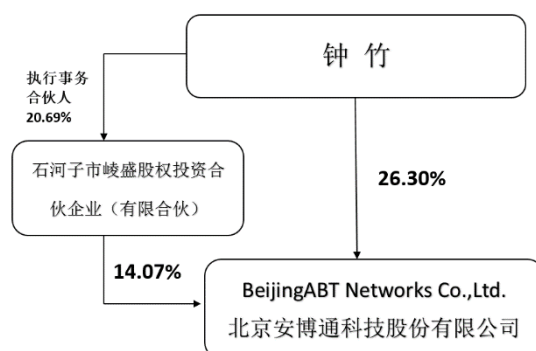 钟 竹
执行事务
合伙人
20.69%
石河子市崚盛股权投资合
伙企业（有限合伙）
26.30%
14.07%
BeijingABT Networks Co.,Ltd.
北京安博通科技股份有限公司